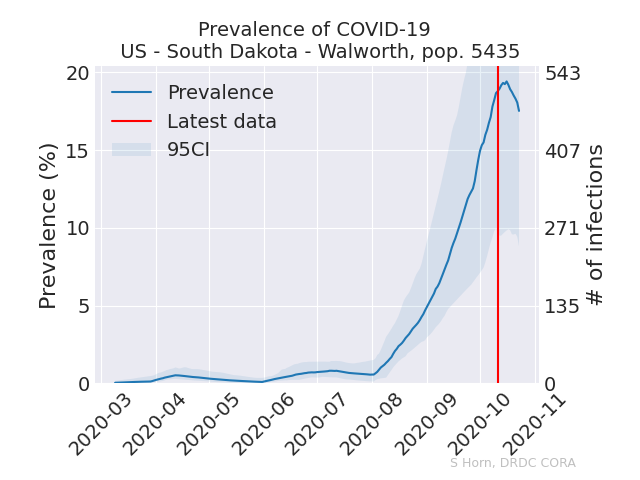 Prevalence of COVID-19
US - South Dakota - Walworth, pop. 5435
Prevalence
Latest data
95CI
Prevalence (%)
20
15
10
5
0
543
407
271
135
0
# of infections
2020-03
2020-04
2020-05
2020-06
2020-07
2020-08
2020-09
2020-10
2020-11
S Horn, DRDC CORA